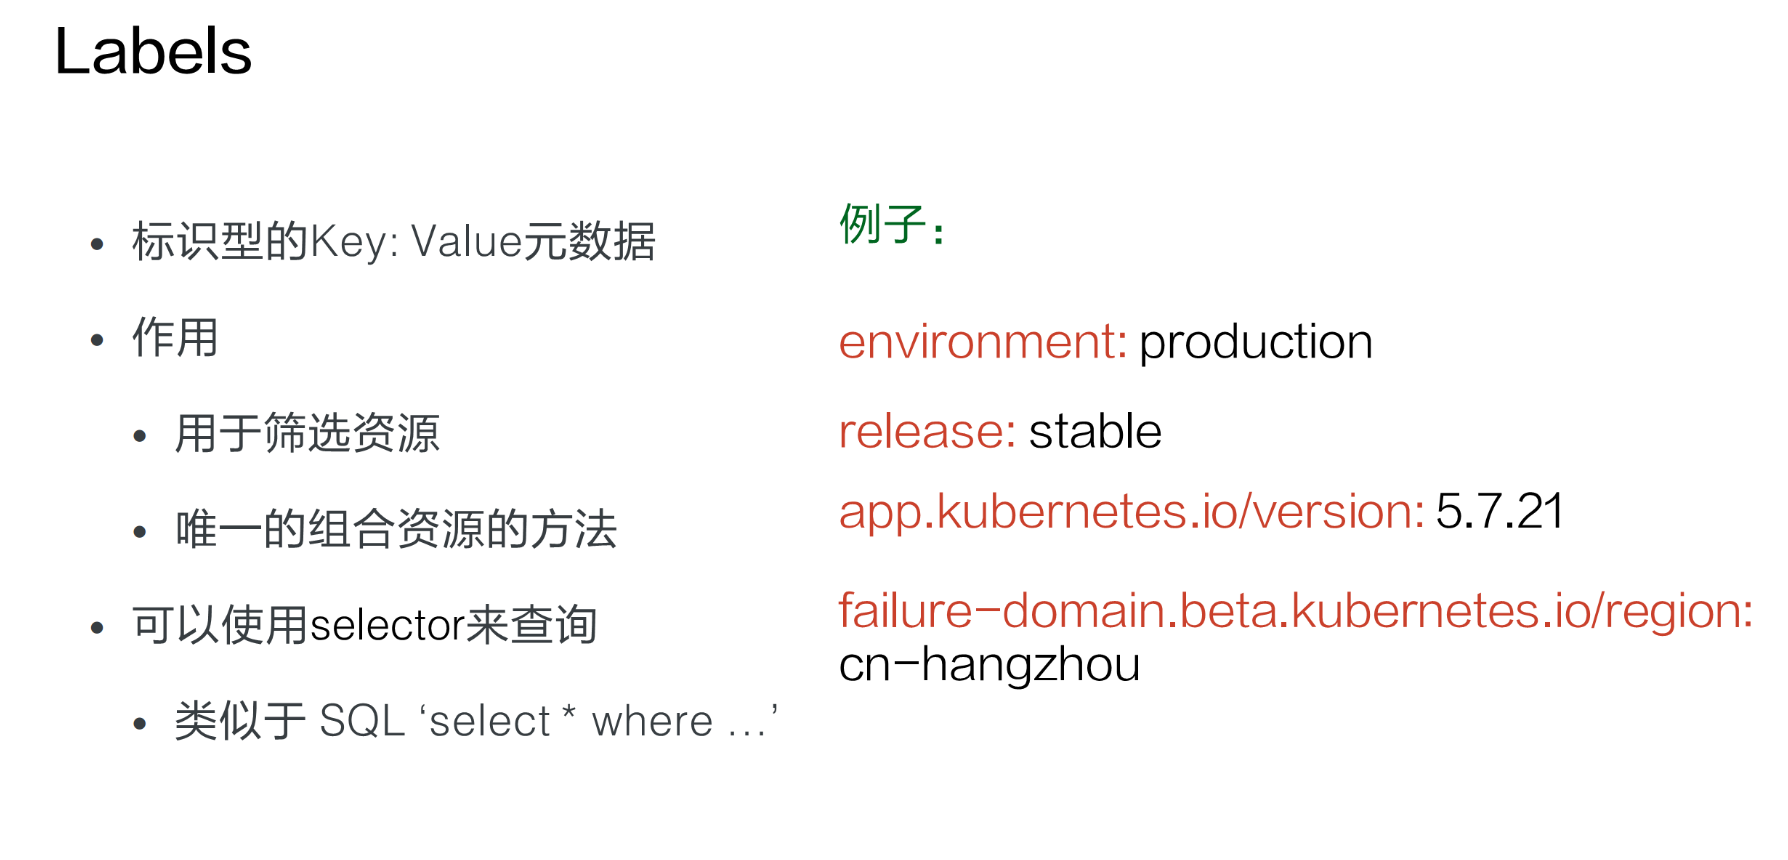 Labels
标识型的Key: Value元数据
作用
用于筛选资源
唯一的组合资源的方法
可以使用selector来查询
类似于 SQL ‘select * where ...’
例子：
environment: production
release: stable
app.kubernetes.io/version: 5.7.21
failure-domain.beta.kubernetes.io/region:
cn-hangzhou